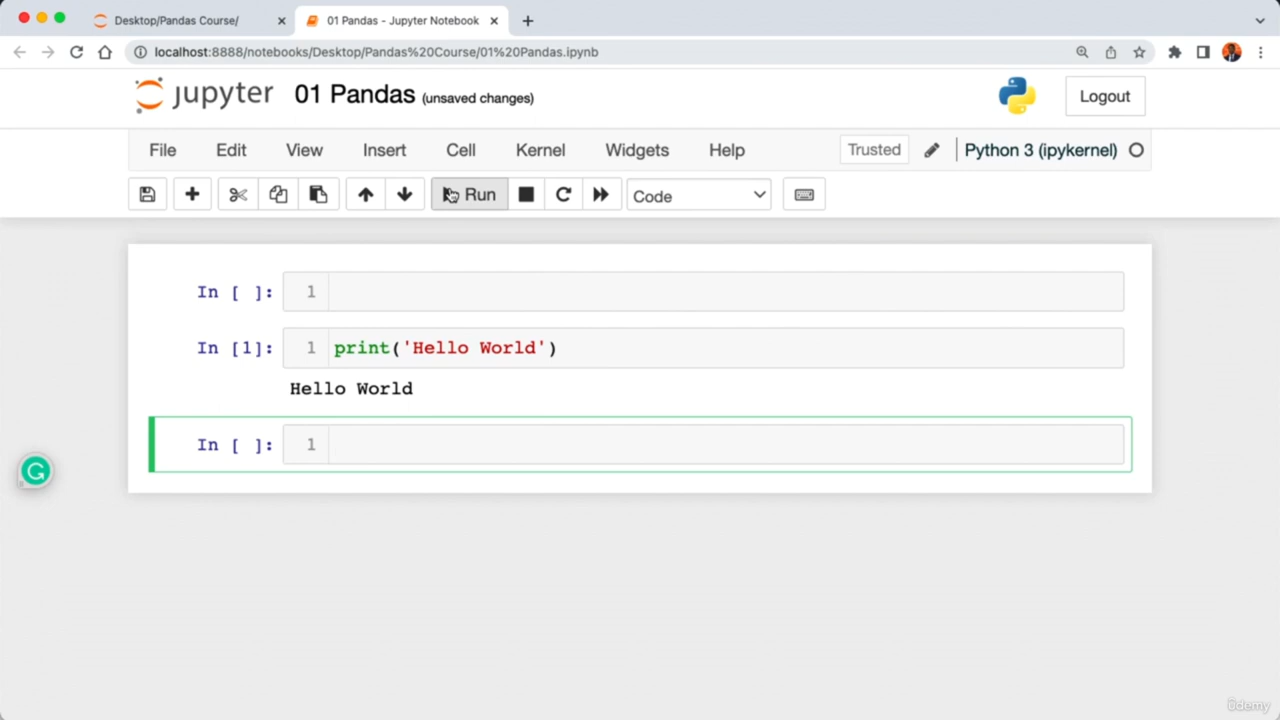 Desktop/Pandas Course/
01 Pandas - Jupyter Notebook
localhost:8888/notebooks/Desktop/Pandas%20Course/01%20Pandas.ipynb
jupyter 01 Pandas (unsaved changes)
Logout
File Edit View Insert Cell Kernel Widgets Help Trusted Python 3 (ipykernel)
Run Code
In [ ]: 1
In [1]: 1 print('Hello World')
Hello World
In [ ]: 1
G
ûdemy